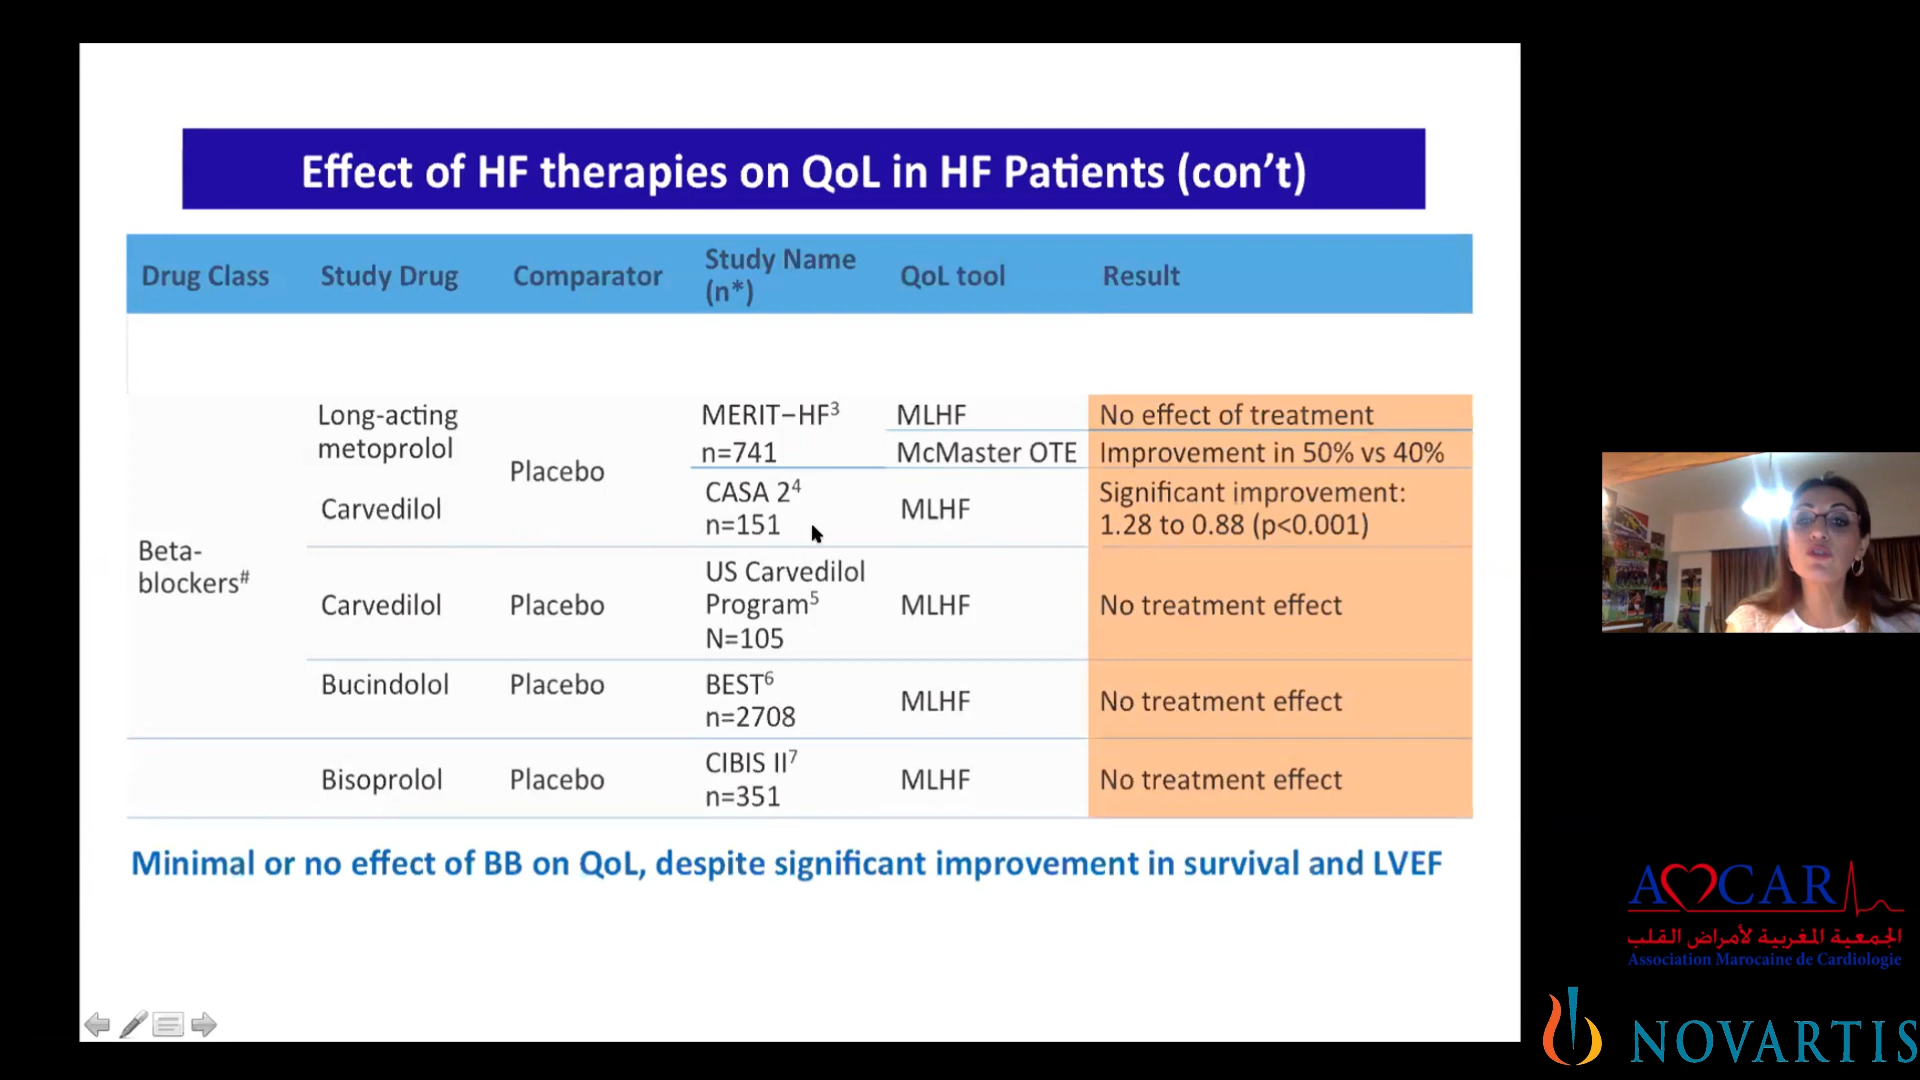 Effect of HF therapies on QoL in HF Patients (con’t)
Drug Class
Study Drug
Comparator
Study Name
(n*)
QoL tool
Result
Beta-
blockers#
Long-acting
metoprolol
Placebo
MERIT–HF3
n=741
MLHF
No effect of treatment
McMaster OTE
Improvement in 50% vs 40%
Carvedilol
CASA 24
n=151
MLHF
Significant improvement:
1.28 to 0.88 (p<0.001)
Carvedilol
Placebo
US Carvedilol
Program5
N=105
MLHF
No treatment effect
Bucindolol
Placebo
BEST6
n=2708
MLHF
No treatment effect
Bisoprolol
Placebo
CIBIS II7
n=351
MLHF
No treatment effect
Minimal or no effect of BB on QoL, despite significant improvement in survival and LVEF
AMCAR
الجمعية المغربية لأمراض القلب
Association Marocaine de Cardiologie
NOVARTIS